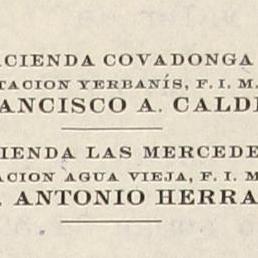 ACIENDA COVADONGA
TACION YERBANÍS, F. I. M.
ANCISCO A. CALD
IENDA LAS MERCEDE
ACION AGUA VIEJA, F. I. M
. ANTONIO HERRA